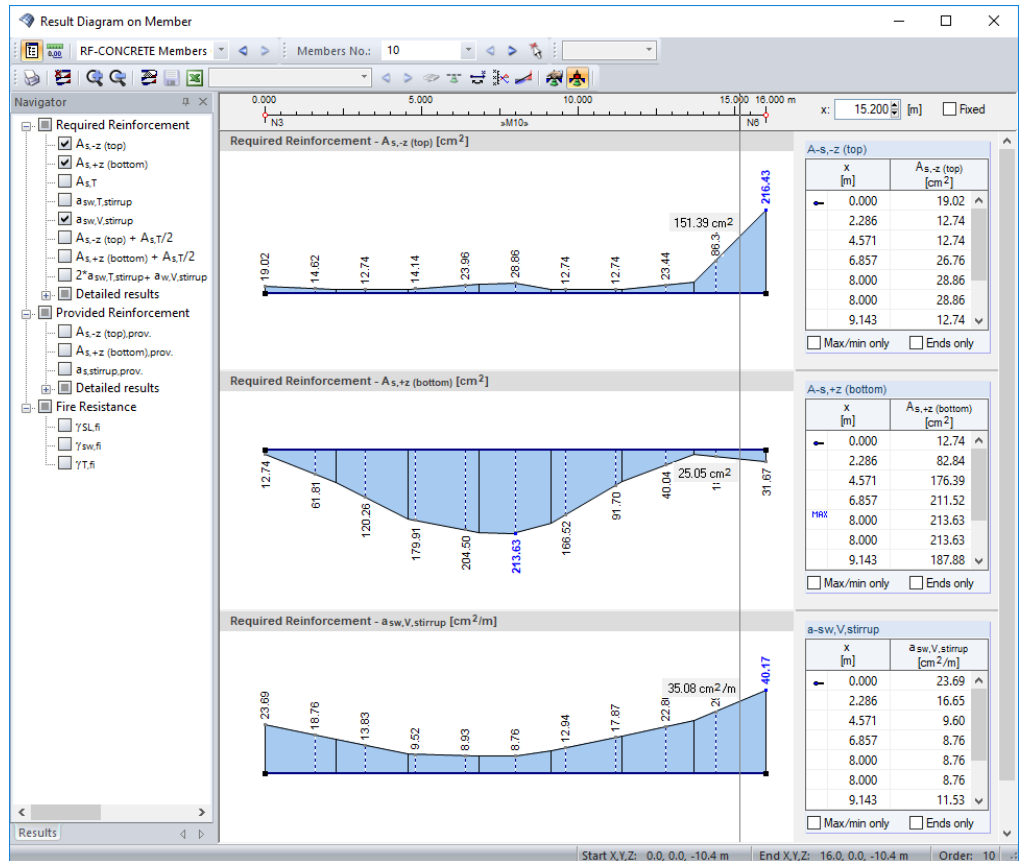 Result Diagram on Member
RF-CONCRETE Members
Members No.: 10
Navigator
Required Reinforcement
As,-z (top)
As,+z (bottom)
As,T
asw,T,stirrup
asw,V,stirrup
As,-z (top) + As,T/2
As,+z (bottom) + As,T/2
2*asw,T,stirrup+ aw,V,stirrup
Detailed results
Provided Reinforcement
As,-z (top),prov.
As,+z (bottom),prov.
as,stirrup,prov.
Detailed results
Fire Resistance
γSL,fi
γsw,fi
γT,fi
Results
0.000 5.000 10.000 15.000 16.000 m
N3 »M10» N6
x: 15.200 [m] Fixed
Required Reinforcement - As,-z (top) [cm2]
19.02 14.62 12.74 14.14 23.96 28.86 12.74 12.74 23.44 86.3 216.43
151.39 cm2
A-s,-z (top)
x [m] As,-z (top) [cm2]
0.000 19.02
2.286 12.74
4.571 12.74
6.857 26.76
8.000 28.86
8.000 28.86
9.143 12.74
Max/min only Ends only
Required Reinforcement - As,+z (bottom) [cm2]
12.74 61.81 120.26 179.91 204.50 213.63 166.52 91.70 40.04 31.67
25.05 cm2
A-s,+z (bottom)
x [m] As,+z (bottom) [cm2]
0.000 12.74
2.286 82.84
4.571 176.39
6.857 211.52
MAX 8.000 213.63
8.000 213.63
9.143 187.88
Max/min only Ends only
Required Reinforcement - asw,V,stirrup [cm2/m]
23.69 18.76 13.83 9.52 8.93 8.76 12.94 17.87 40.17
35.08 cm2/m
a-sw,V,stirrup
x [m] asw,V,stirrup [cm2/m]
0.000 23.69
2.286 16.65
4.571 9.60
6.857 8.76
8.000 8.76
8.000 8.76
9.143 11.53
Max/min only Ends only
Start X,Y,Z: 0.0, 0.0, -10.4 m End X,Y,Z: 16.0, 0.0, -10.4 m Order: 10